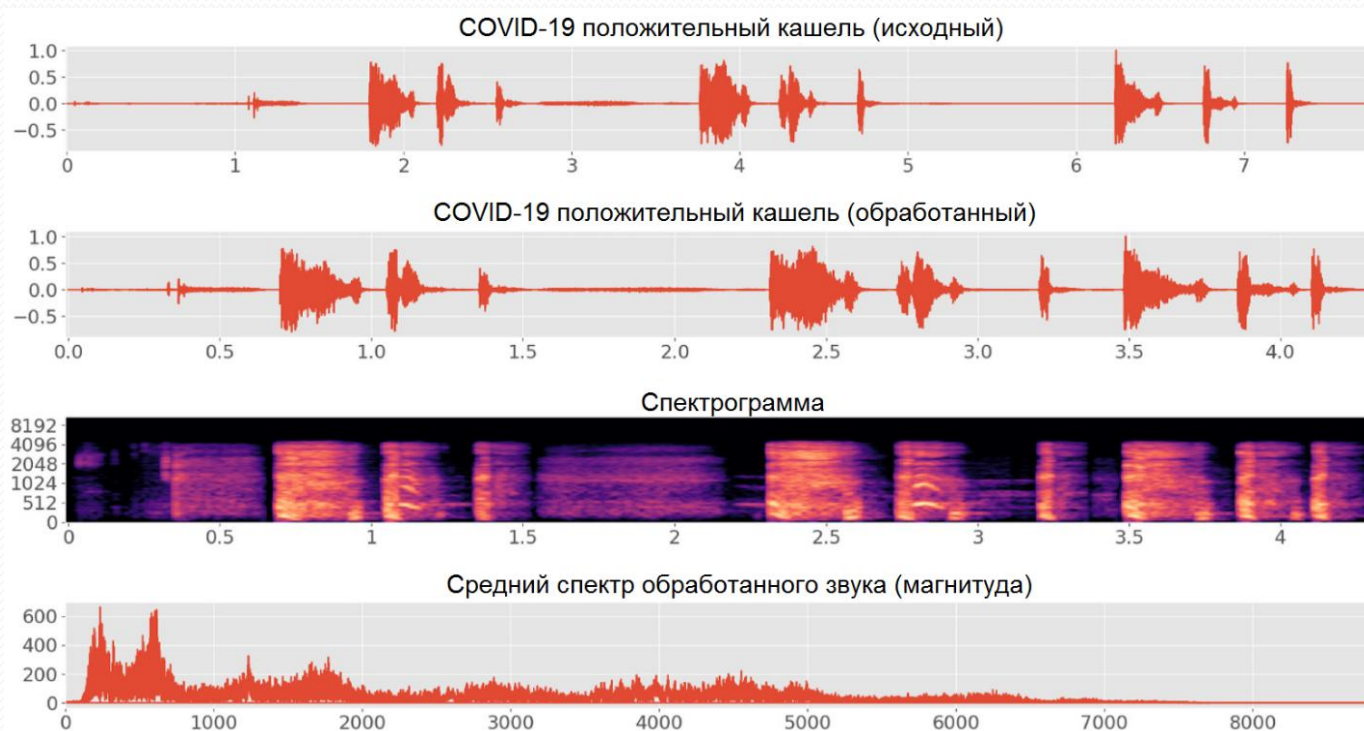 COVID-19 положительный кашель (исходный)
1.0
0.5
0.0
−0.5
0 1 2 3 4 5 6 7
COVID-19 положительный кашель (обработанный)
1.0
0.5
0.0
−0.5
0.0 0.5 1.0 1.5 2.0 2.5 3.0 3.5 4.0
Спектрограмма
8192
4096
2048
1024
512
0
0 0.5 1 1.5 2 2.5 3 3.5 4
Средний спектр обработанного звука (магнитуда)
600
400
200
0
0 1000 2000 3000 4000 5000 6000 7000 8000